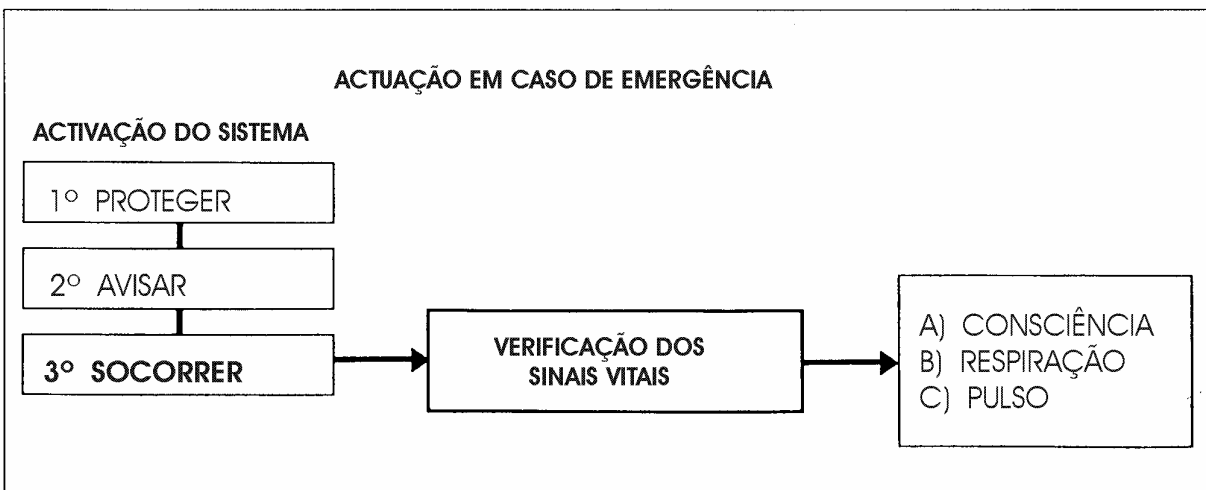 ACTUAÇÃO EM CASO DE EMERGÊNCIA
ACTIVAÇÃO DO SISTEMA
1º PROTEGER
2º AVISAR
3º SOCORRER
VERIFICAÇÃO DOS
SINAIS VITAIS
A) CONSCIÊNCIA
B) RESPIRAÇÃO
C) PULSO